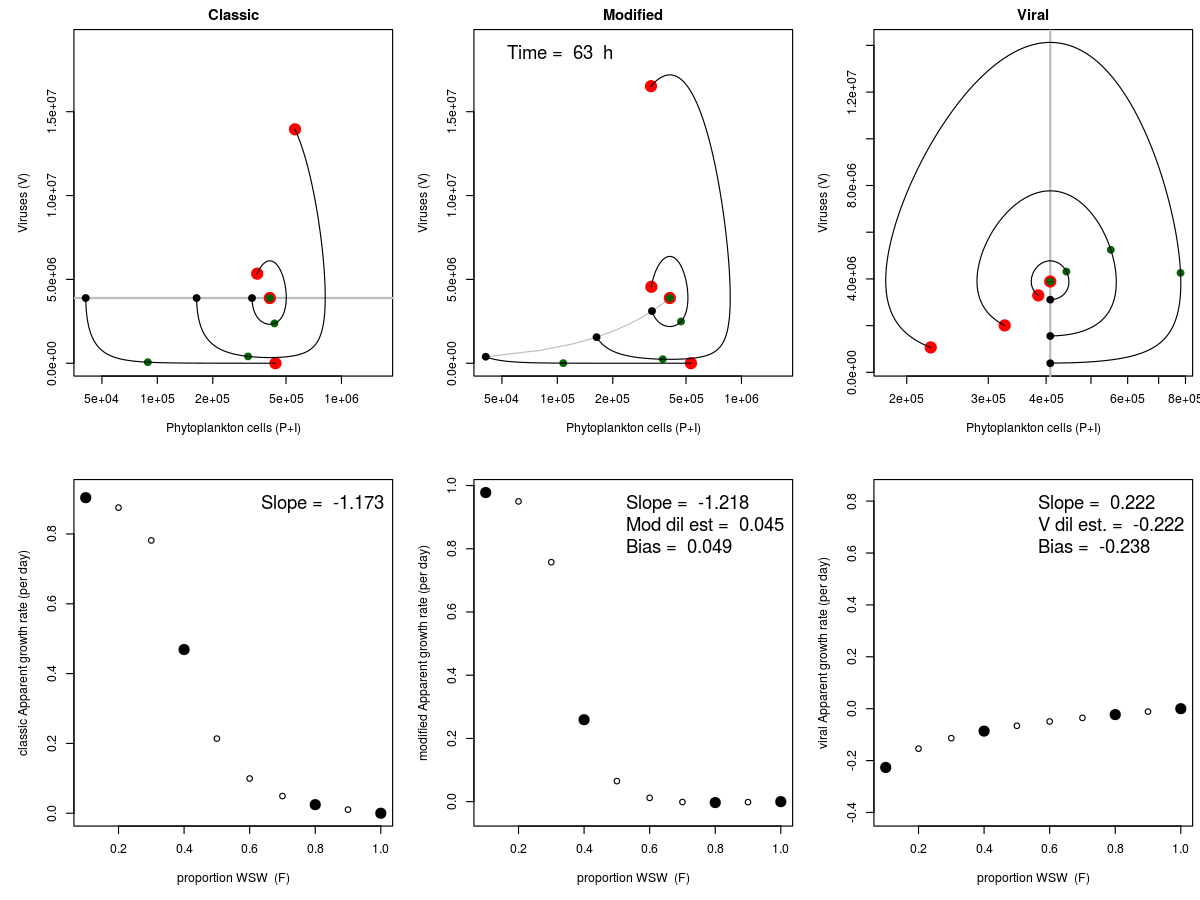 Classic
Modified
Viral
Time =  63  h
Viruses (V)
0.0e+00
5.0e+06
1.0e+07
1.5e+07
5e+04
1e+05
2e+05
5e+05
1e+06
Phytoplankton cells (P+I)
Viruses (V)
0.0e+00
5.0e+06
1.0e+07
1.5e+07
5e+04
1e+05
2e+05
5e+05
1e+06
Phytoplankton cells (P+I)
Viruses (V)
0.0e+00
4.0e+06
8.0e+06
1.2e+07
2e+05
3e+05
4e+05
6e+05
8e+05
Phytoplankton cells (P+I)
Slope =  -1.173
classic Apparent growth rate (per day)
0.0
0.2
0.4
0.6
0.8
0.2
0.4
0.6
0.8
1.0
proportion WSW  (F)
Slope =  -1.218
Mod dil est =  0.045
Bias =  0.049
modified Apparent growth rate (per day)
0.0
0.2
0.4
0.6
0.8
1.0
0.2
0.4
0.6
0.8
1.0
proportion WSW  (F)
Slope =  0.222
V dil est. =  -0.222
Bias =  -0.238
viral Apparent growth rate (per day)
-0.4
-0.2
0.0
0.2
0.4
0.6
0.8
0.2
0.4
0.6
0.8
1.0
proportion WSW  (F)